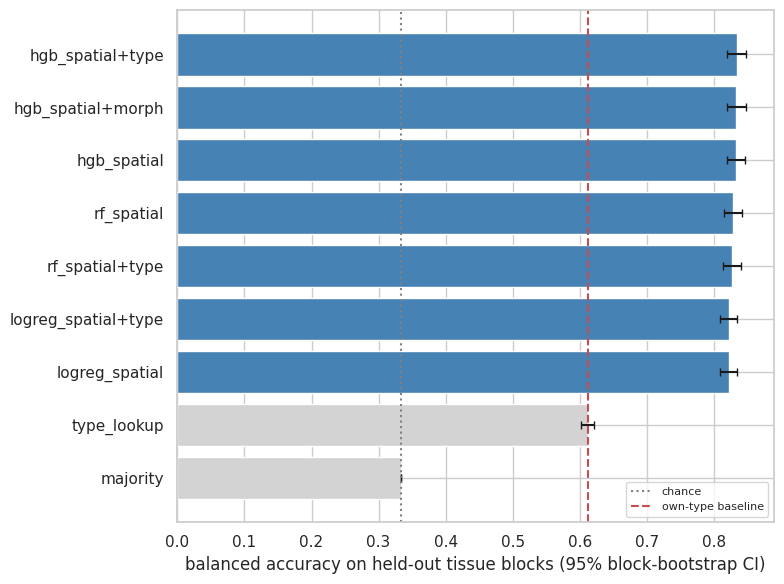 hgb_spatial+type
hgb_spatial+morph
hgb_spatial
rf_spatial
rf_spatial+type
logreg_spatial+type
logreg_spatial
type_lookup
majority
chance
own-type baseline
0.0 0.1 0.2 0.3 0.4 0.5 0.6 0.7 0.8
balanced accuracy on held-out tissue blocks (95% block-bootstrap CI)